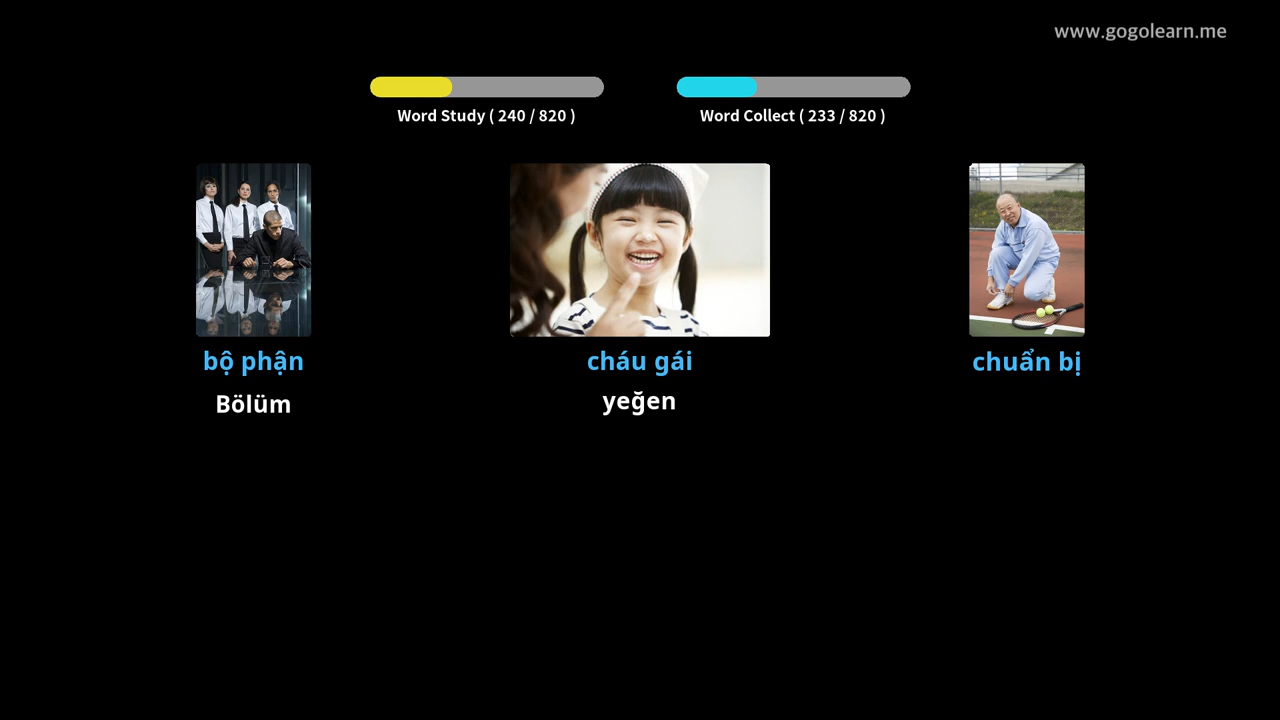 www.gogolearn.me
Word Study ( 240 / 820 )
Word Collect ( 233 / 820 )
bộ phận
cháu gái
chuẩn bị
Bölüm
yeğen